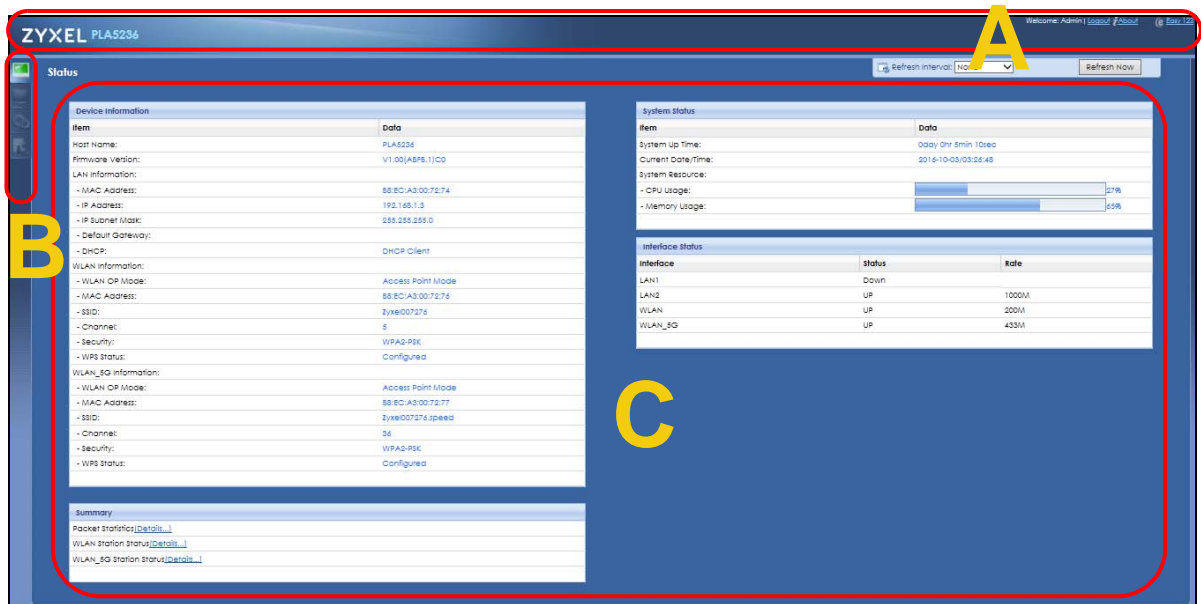 A
Welcome: Admin | Logout ?About Easy 123
ZYXEL PLA5236
Status
Refresh Interval: None
Refresh Now
Device Information
Item Data
Host Name: PLA5236
Firmware Version: V1.00(ABPB.1)C0
LAN Information:
- MAC Address: B8:EC:A3:00:72:74
- IP Address: 192.168.1.3
- IP Subnet Mask: 255.255.255.0
- Default Gateway:
- DHCP: DHCP Client
WLAN Information:
- WLAN OP Mode: Access Point Mode
- MAC Address: B8:EC:A3:00:72:76
- SSID: Zyxel007276
- Channel: 5
- Security: WPA2-PSK
- WPS Status: Configured
WLAN_5G Information:
- WLAN OP Mode: Access Point Mode
- MAC Address: B8:EC:A3:00:72:77
- SSID: Zyxel007276.speed
- Channel: 36
- Security: WPA2-PSK
- WPS Status: Configured
Summary
Packet Statistics(Details...)
WLAN Station Status(Details...)
WLAN_5G Station Status(Details...)
System Status
Item Data
System Up Time: 0day 0hr 5min 10sec
Current Date/Time: 2016-10-03/03:26:48
System Resource:
- CPU Usage: 27%
- Memory Usage: 65%
Interface Status
Interface Status Rate
LAN1 Down
LAN2 UP 1000M
WLAN UP 200M
WLAN_5G UP 433M
B
C